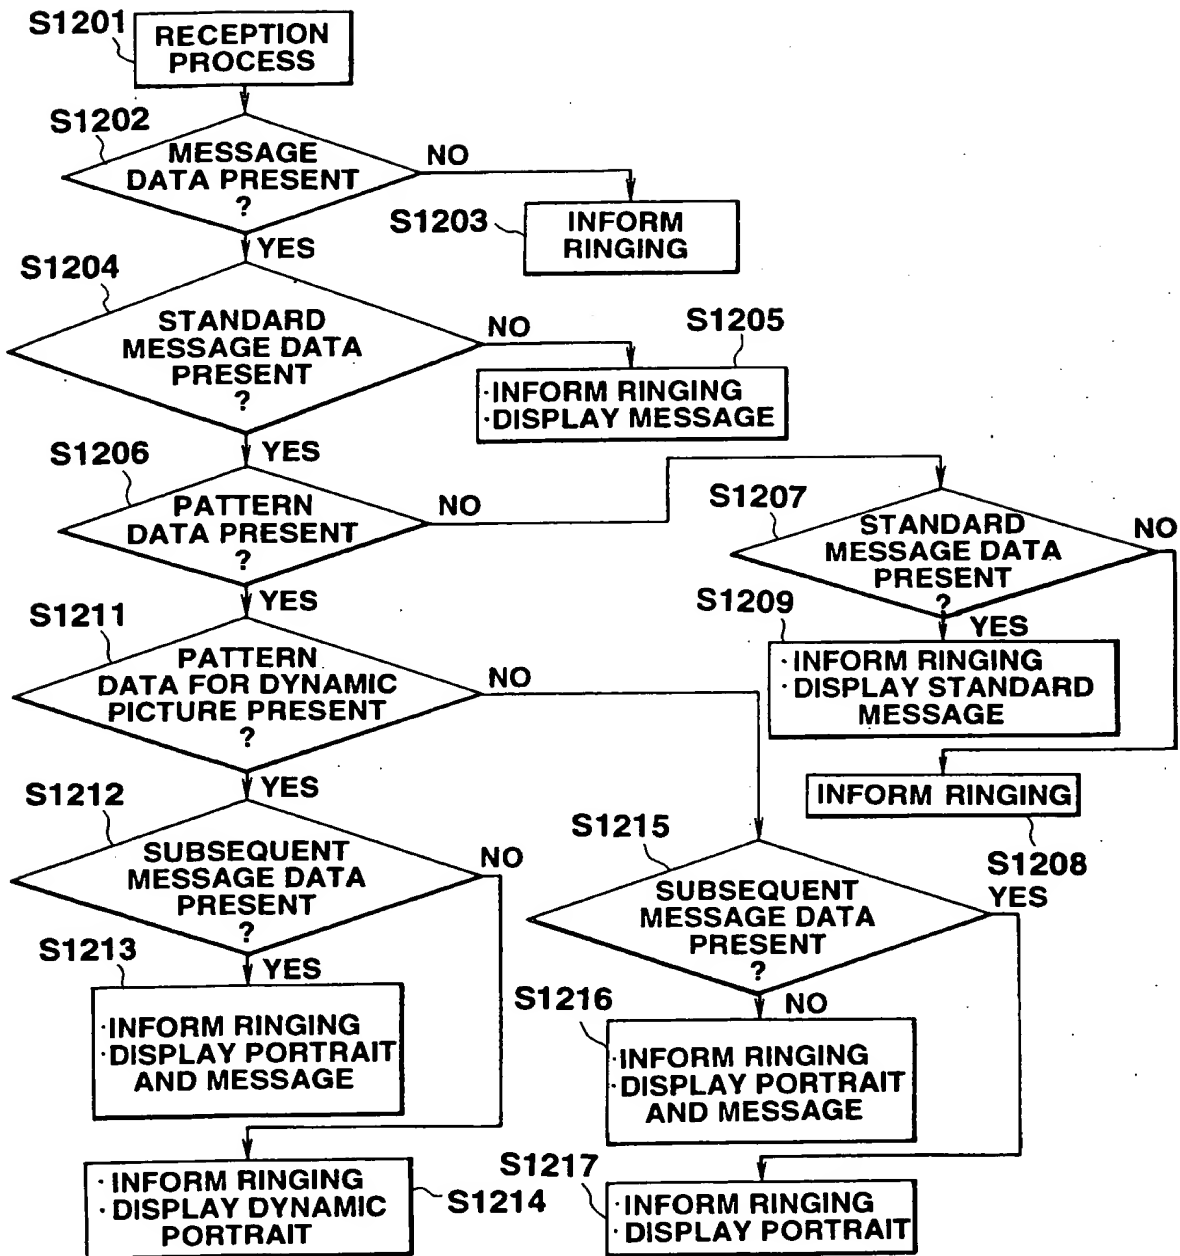 S1201
RECEPTION
PROCESS
S1202
MESSAGE
DATA PRESENT
?
NO
YES
S1203
INFORM
RINGING
S1204
STANDARD
MESSAGE DATA
PRESENT
?
NO
YES
S1205
·INFORM RINGING
·DISPLAY MESSAGE
S1206
PATTERN
DATA PRESENT
?
NO
YES
S1207
STANDARD
MESSAGE DATA
PRESENT
?
NO
YES
S1209
·INFORM RINGING
·DISPLAY STANDARD
MESSAGE
INFORM RINGING
S1208
S1211
PATTERN
DATA FOR DYNAMIC
PICTURE PRESENT
?
NO
YES
S1212
SUBSEQUENT
MESSAGE DATA
PRESENT
?
NO
YES
S1213
·INFORM RINGING
·DISPLAY PORTRAIT
AND MESSAGE
·INFORM RINGING
·DISPLAY DYNAMIC
PORTRAIT
S1214
S1215
SUBSEQUENT
MESSAGE DATA
PRESENT
?
YES
NO
S1216
·INFORM RINGING
·DISPLAY PORTRAIT
AND MESSAGE
S1217
·INFORM RINGING
·DISPLAY PORTRAIT